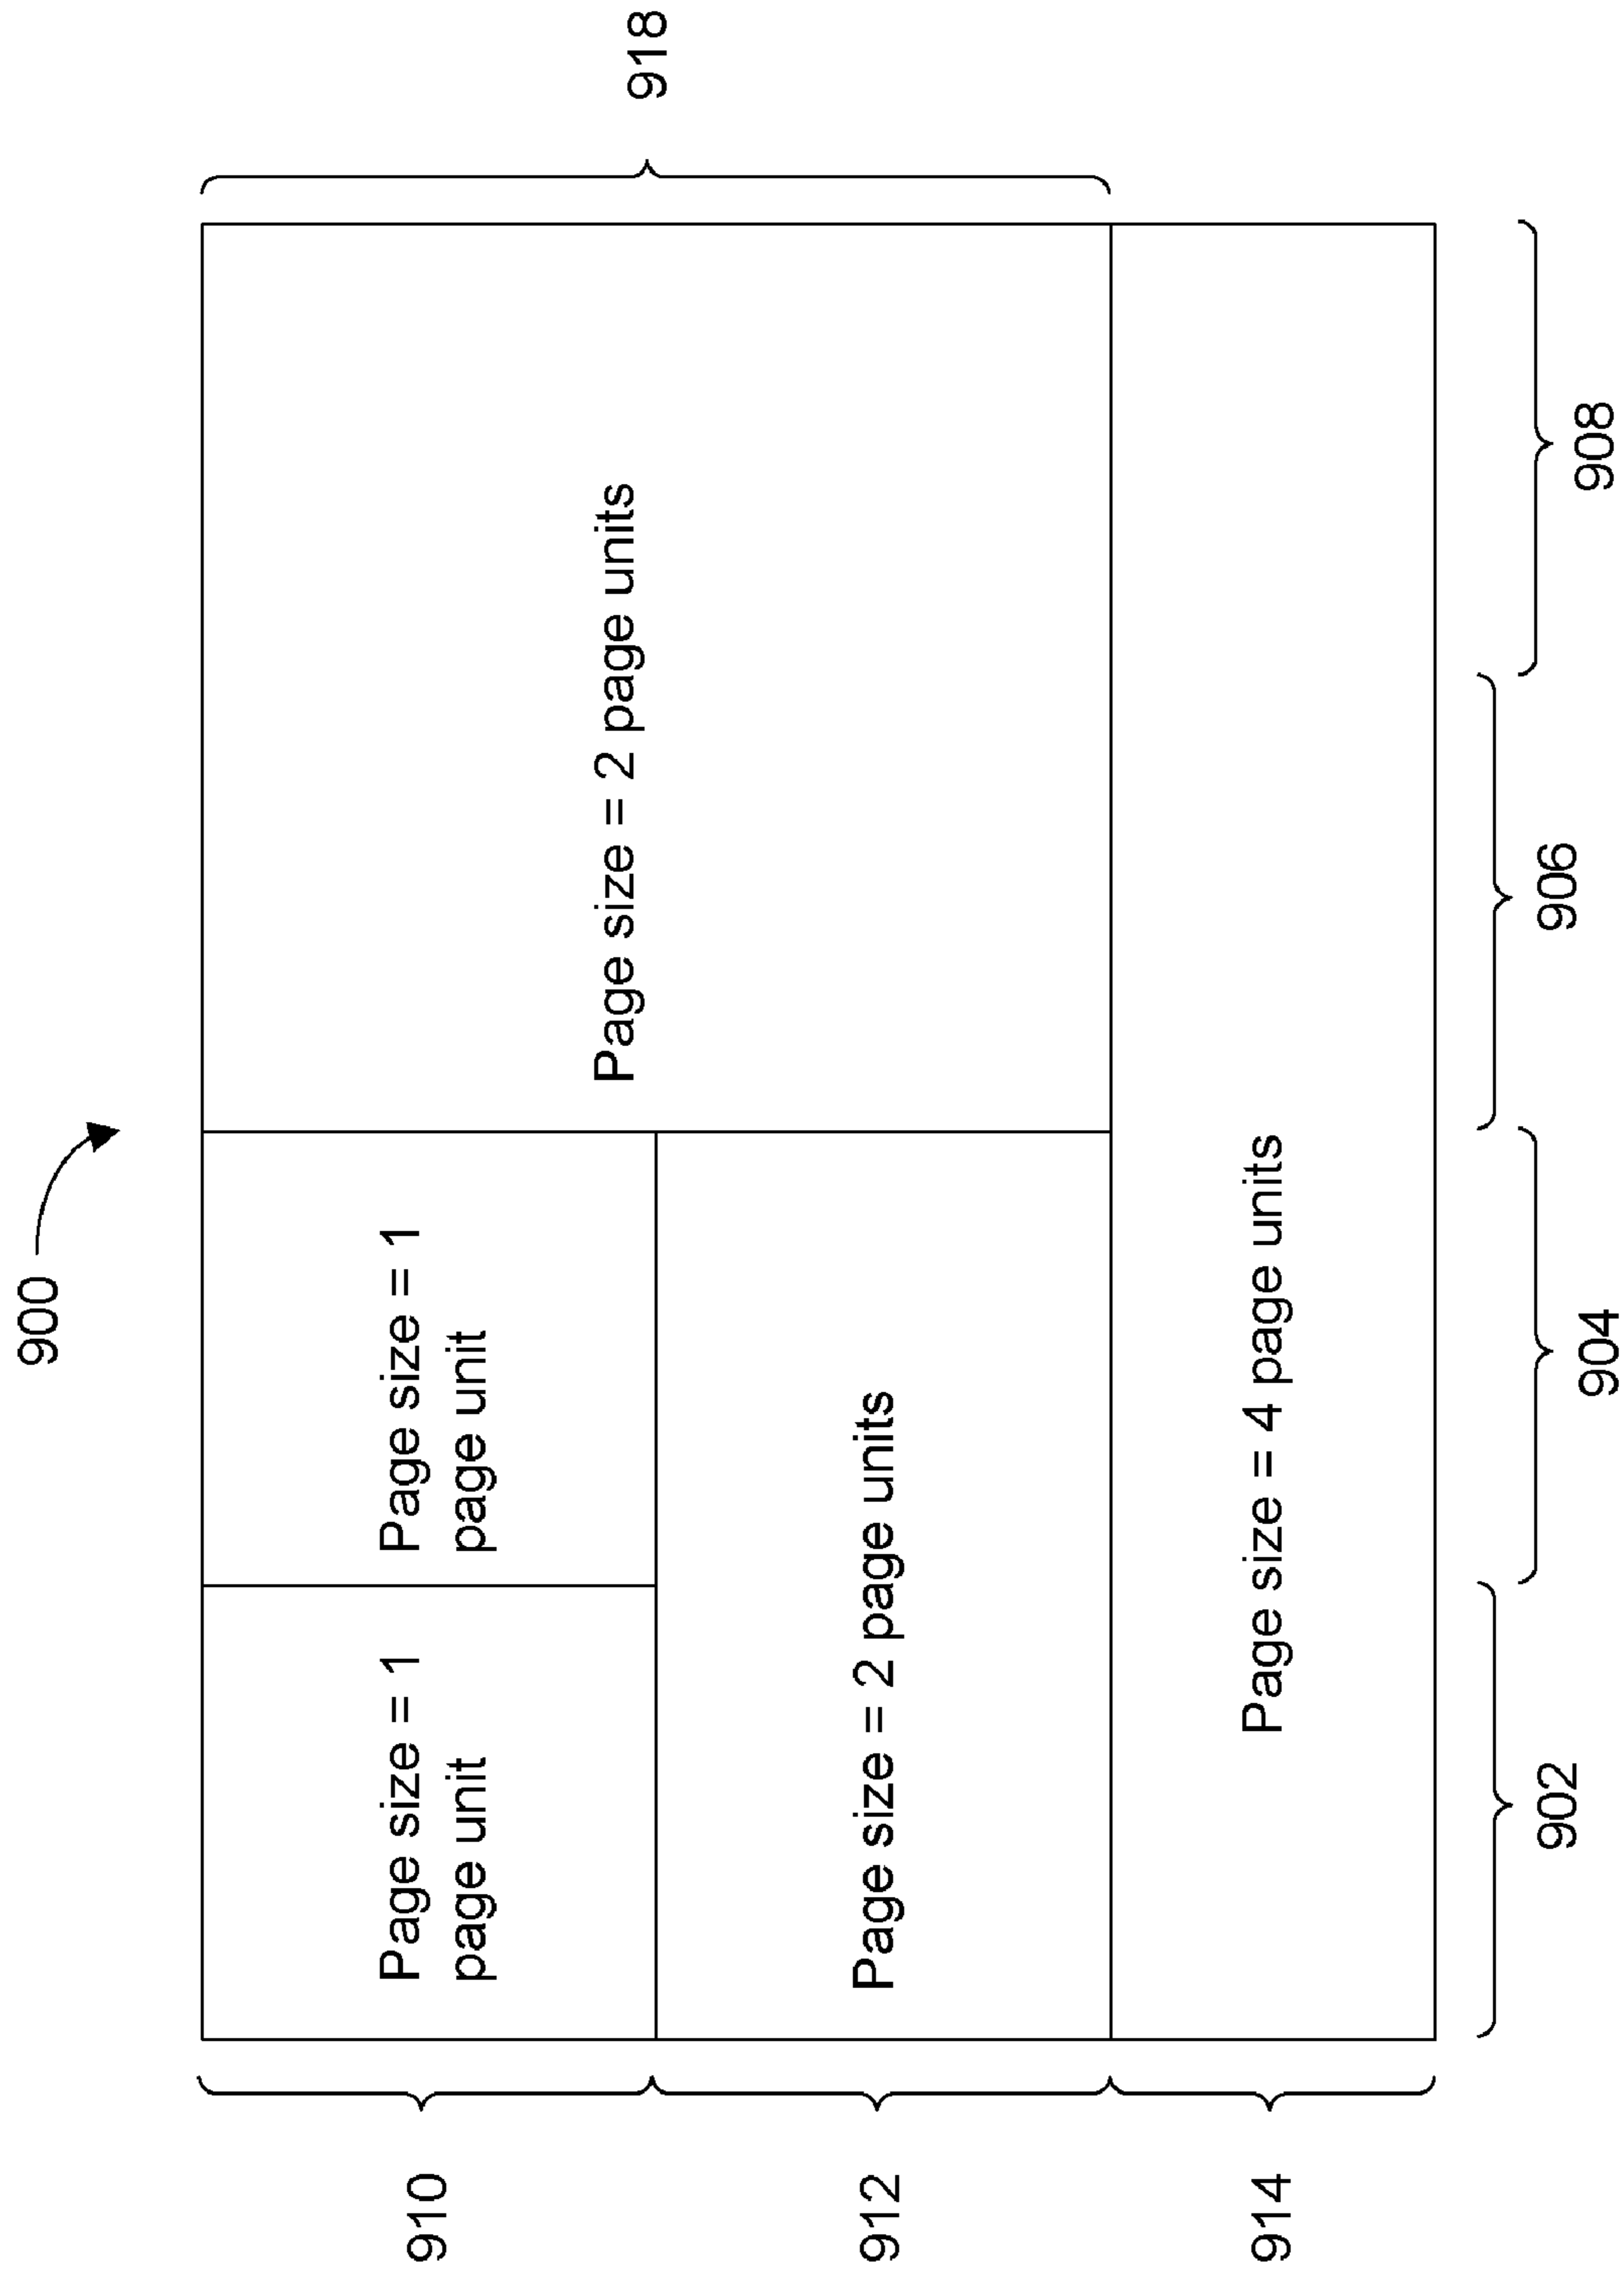 900
Page size = 1
page unit
Page size = 1
page unit
Page size = 2 page units
Page size = 2 page units
Page size = 4 page units
910
912
914
918
902
904
906
908